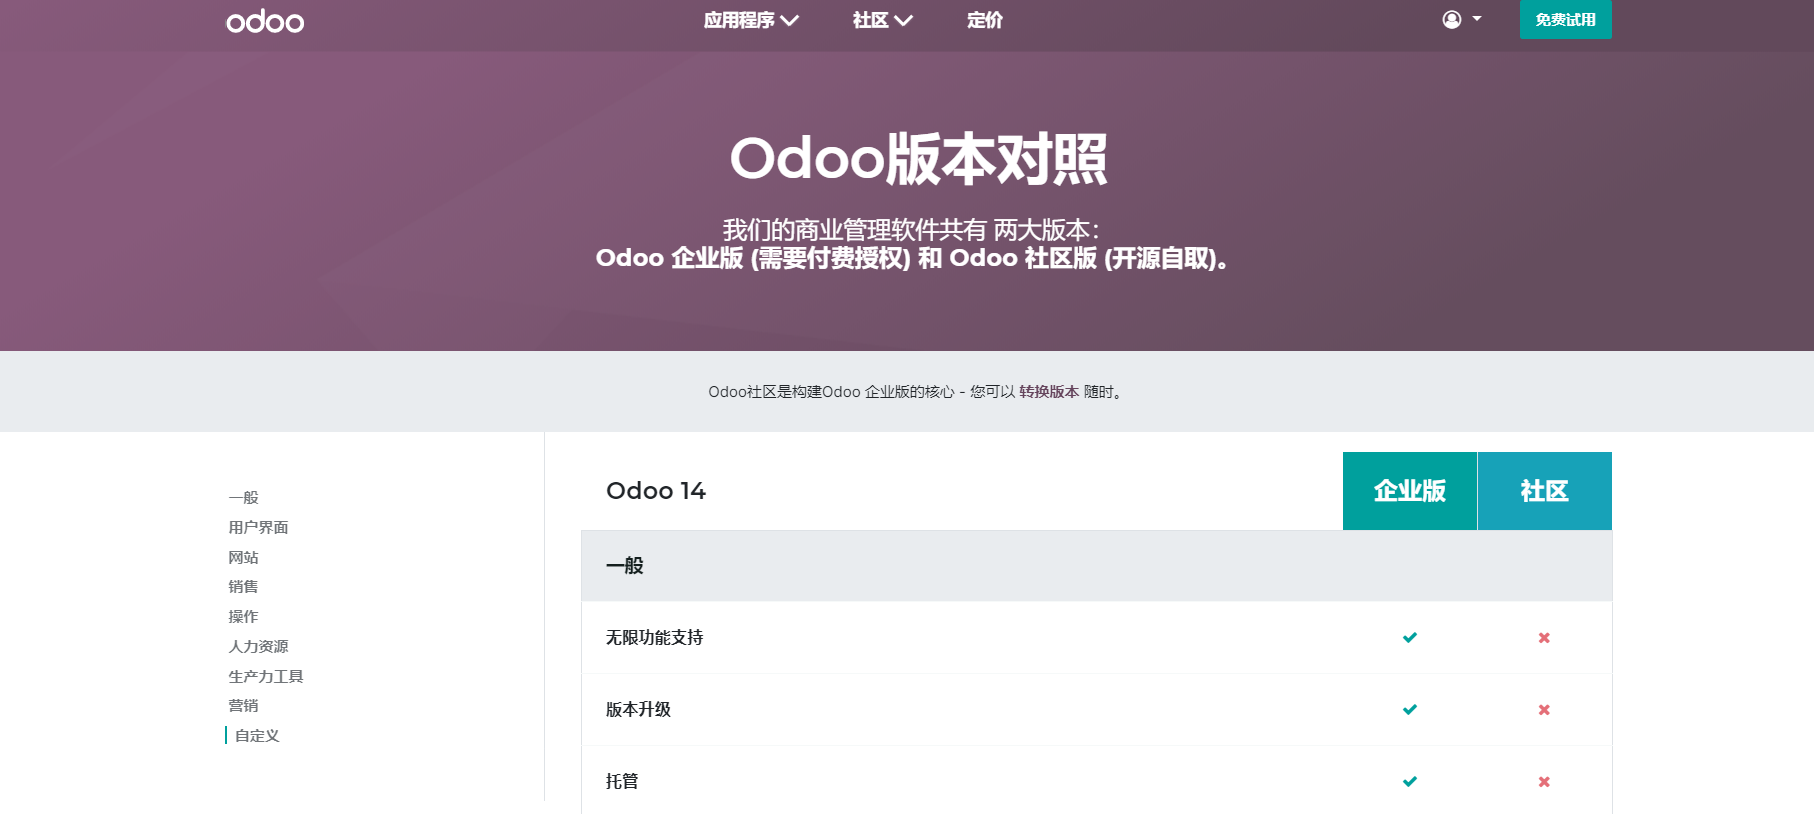 odoo
应用程序
社区
定价
免费试用
Odoo版本对照
我们的商业管理软件共有 两大版本：
Odoo 企业版 (需要付费授权) 和 Odoo 社区版 (开源自取)。
Odoo社区是构建Odoo 企业版的核心 - 您可以 转换版本 随时。
一般
用户界面
网站
销售
操作
人力资源
生产力工具
营销
自定义
Odoo 14
企业版
社区
一般
无限功能支持
版本升级
托管